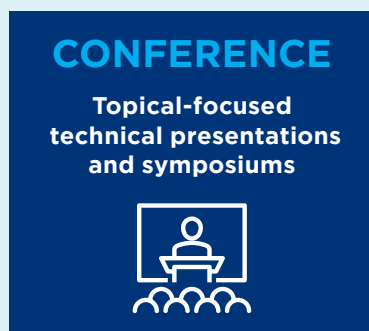 CONFERENCE
Topical-focused
technical presentations
and symposiums